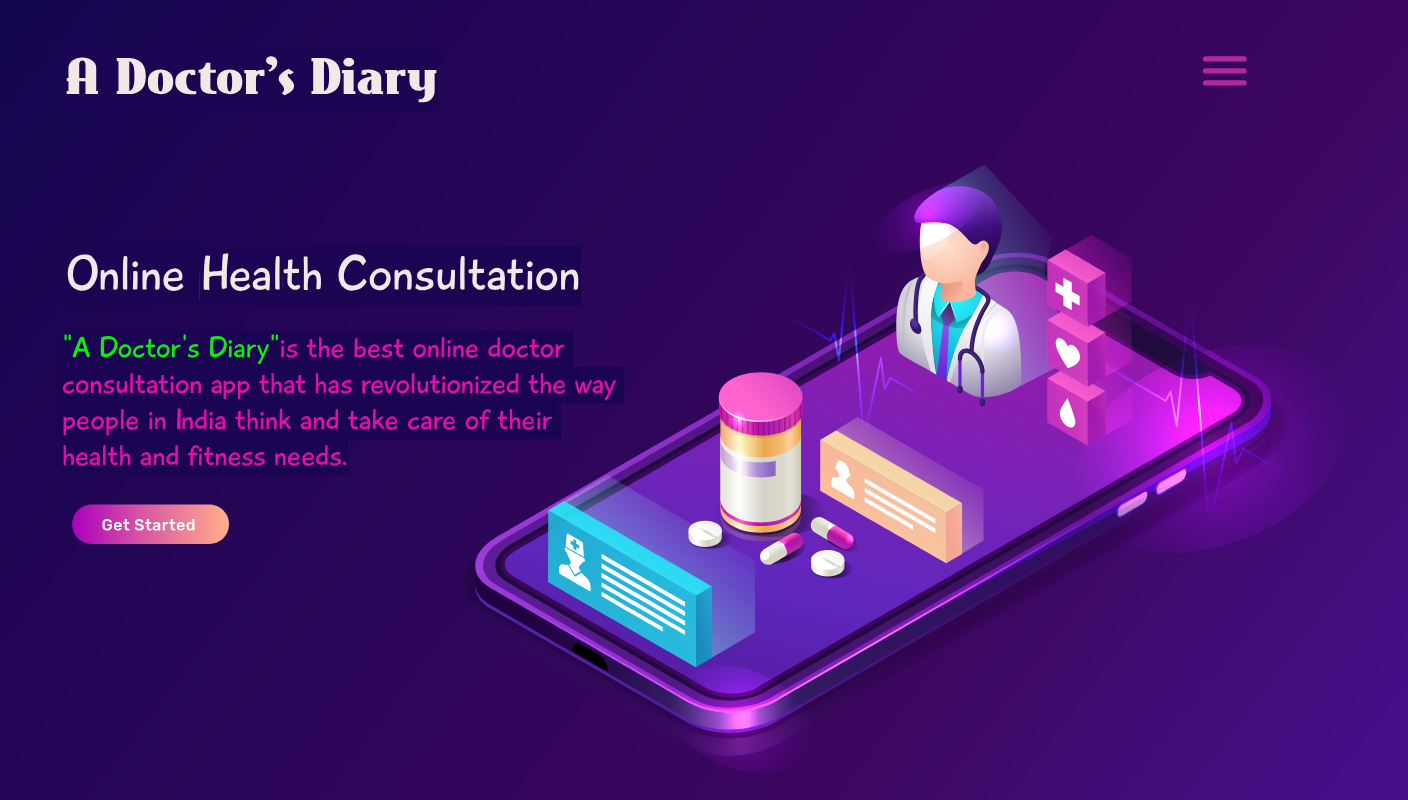 A Doctor's Diary
Online Health Consultation
"A Doctor's Diary"is the best online doctor
consultation app that has revolutionized the way
people in India think and take care of their
health and fitness needs.
Get Started